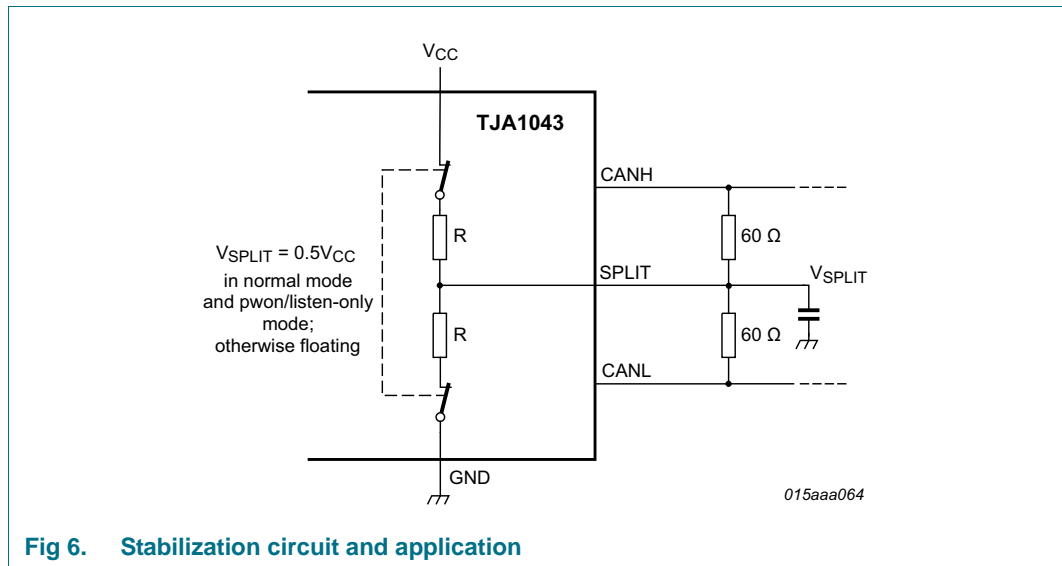 VCC
TJA1043
CANH
R
60 Ω
VSPLIT = 0.5VCC
in normal mode
and pwon/listen-only
mode;
otherwise floating
SPLIT
VSPLIT
R
60 Ω
CANL
GND
015aaa064
Fig 6. Stabilization circuit and application